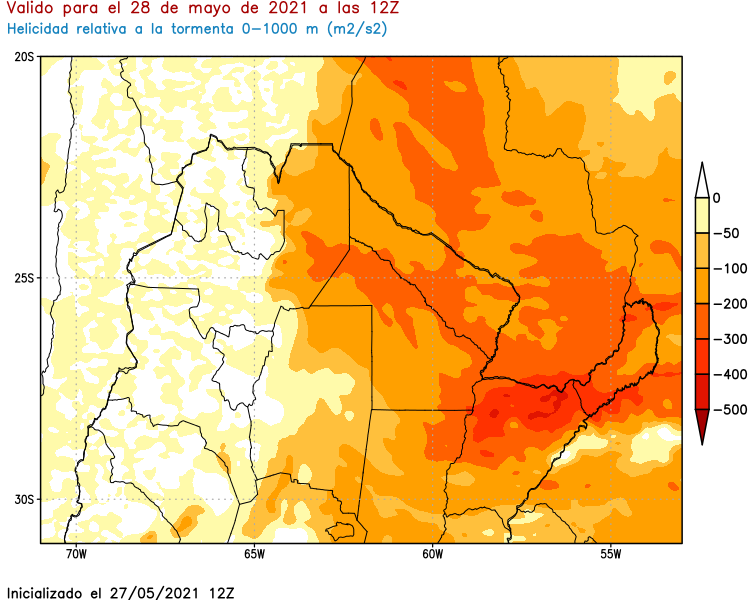 Valido para el 28 de mayo de 2021 a las 12Z
Helicidad relativa a la tormenta 0-1000 m (m2/s2)
20S
25S
30S
70W
65W
60W
55W
0
-50
-100
-200
-300
-400
-500
Inicializado el 27/05/2021 12Z